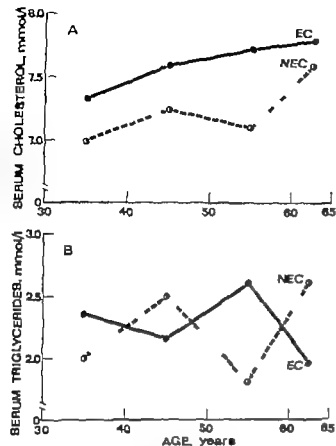 SERUM CHOLESTEROL, mmol/l
8.0
7.5
7.0
0
A
EC
NEC
30
40
50
60
65
SERUM TRIGLYCERIDES, mmol/l
3.0
2.5
2.0
0
B
NEC
EC
30
40
50
60
65
AGE, years